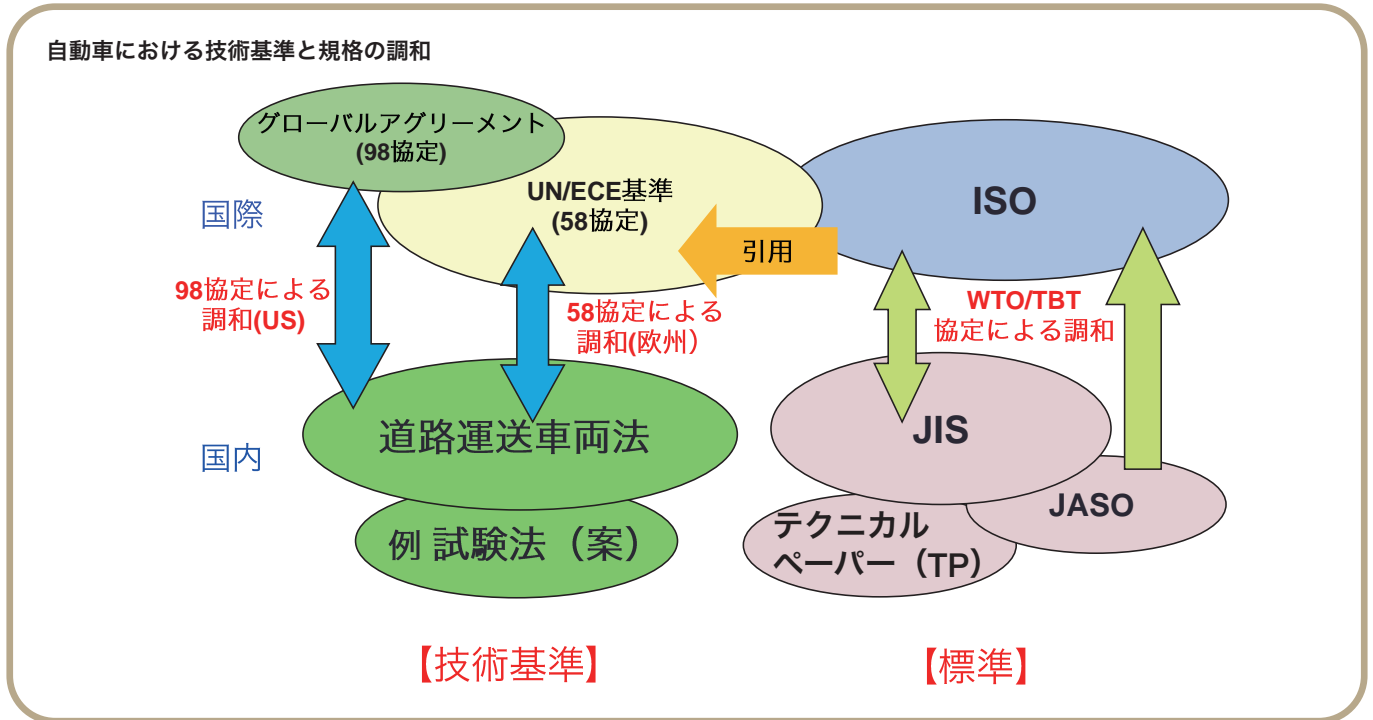 自動車における技術基準と規格の調和
グローバルアグリーメント
(98協定)
UN/ECE基準
(58協定)
ISO
国際
引用
98協定による
調和(US)
58協定による
調和(欧州）
WTO/TBT
協定による調和
道路運送車両法
JIS
国内
例 試験法（案）
テクニカル
ペーパー（TP）
JASO
【技術基準】
【標準】